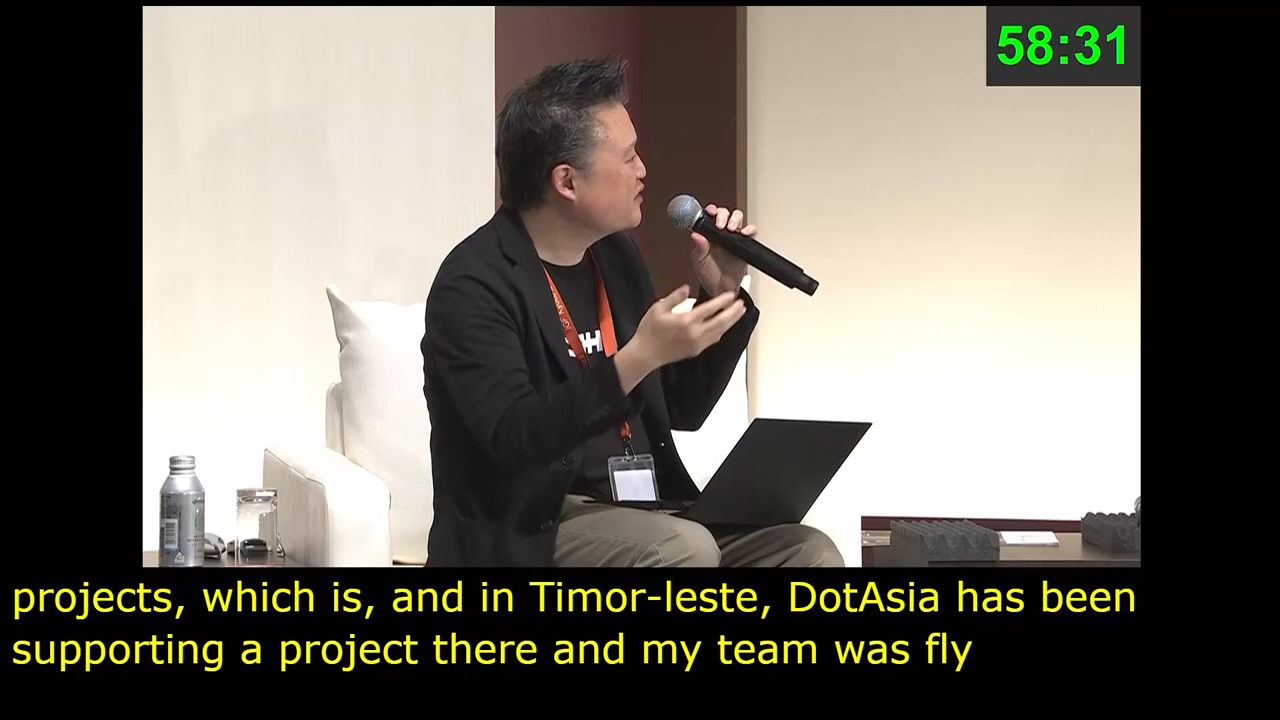 58:31
projects, which is, and in Timor-leste, DotAsia has been
supporting a project there and my team was fly